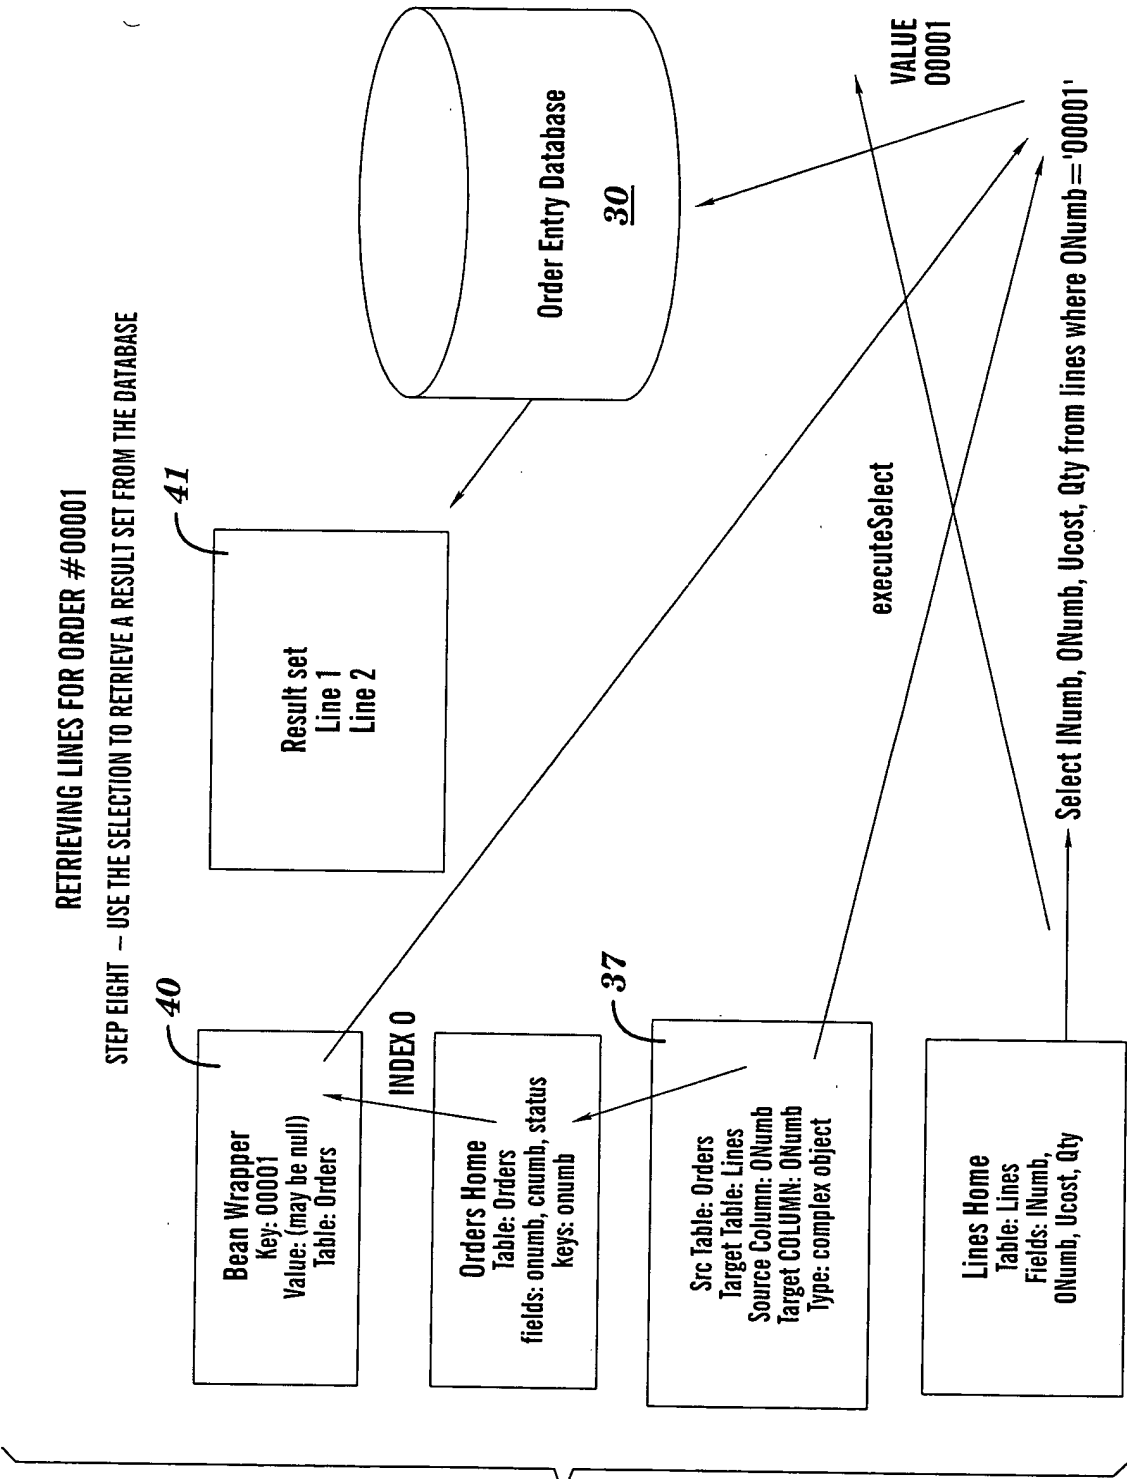 RETRIEVING LINES FOR ORDER #00001
STEP EIGHT – USE THE SELECTION TO RETRIEVE A RESULT SET FROM THE DATABASE
40
Bean Wrapper
Key: 00001
Value: (may be null)
Table: Orders
INDEX 0
Orders Home
Table: Orders
fields: onumb, cnumb, status
keys: onumb
37
Src Table: Orders
Target Table: Lines
Source Column: ONumb
Target COLUMN: ONumb
Type: complex object
Lines Home
Table: Lines
Fields: INumb,
ONumb, Ucost, Qty
41
Result set
Line 1
Line 2
Order Entry Database
30
executeSelect
VALUE
00001
Select INumb, ONumb, Ucost, Qty from lines where ONumb='00001'